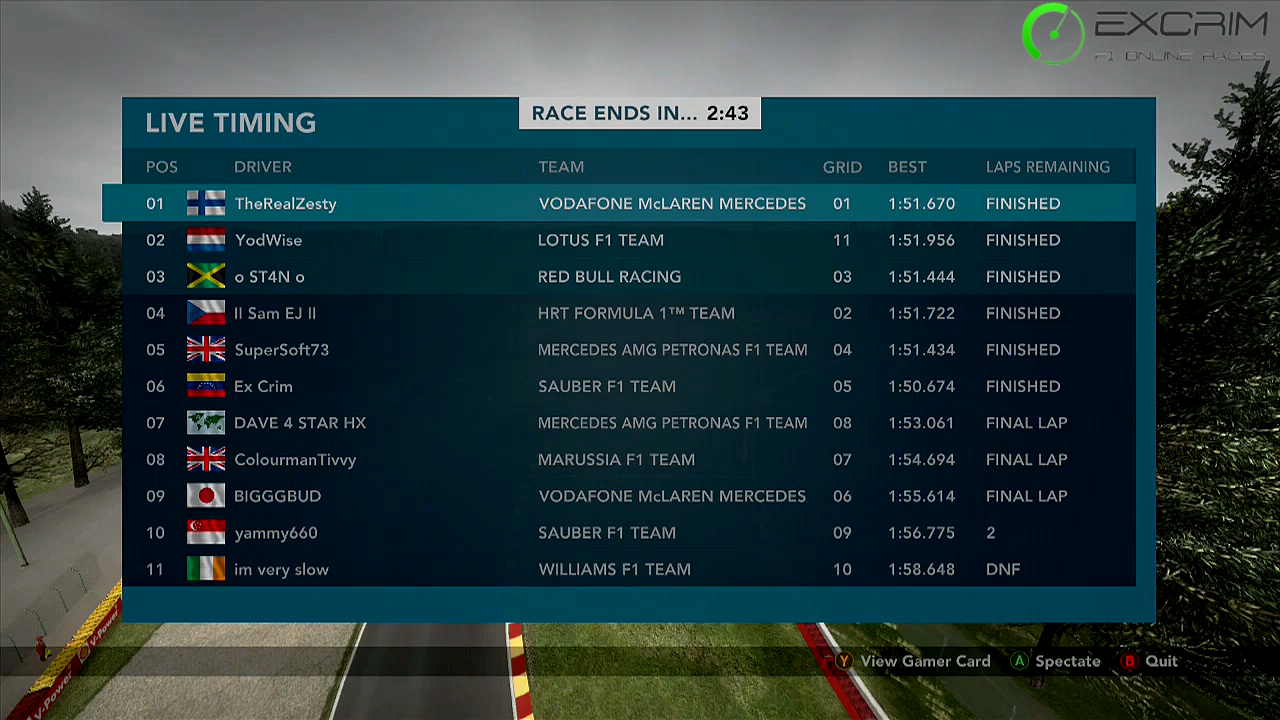 EXCRIM
F1 ONLINE RACES
LIVE TIMING
RACE ENDS IN... 2:43
POS DRIVER TEAM GRID BEST LAPS REMAINING
01 TheRealZesty VODAFONE McLAREN MERCEDES 01 1:51.670 FINISHED
02 YodWise LOTUS F1 TEAM 11 1:51.956 FINISHED
03 o ST4N o RED BULL RACING 03 1:51.444 FINISHED
04 II Sam EJ II HRT FORMULA 1™ TEAM 02 1:51.722 FINISHED
05 SuperSoft73 MERCEDES AMG PETRONAS F1 TEAM 04 1:51.434 FINISHED
06 Ex Crim SAUBER F1 TEAM 05 1:50.674 FINISHED
07 DAVE 4 STAR HX MERCEDES AMG PETRONAS F1 TEAM 08 1:53.061 FINAL LAP
08 ColourmanTivvy MARUSSIA F1 TEAM 07 1:54.694 FINAL LAP
09 BIGGGBUD VODAFONE McLAREN MERCEDES 06 1:55.614 FINAL LAP
10 yammy660 SAUBER F1 TEAM 09 1:56.775 2
11 im very slow WILLIAMS F1 TEAM 10 1:58.648 DNF
V-Power
V-Power
Y View Gamer Card A Spectate B Quit